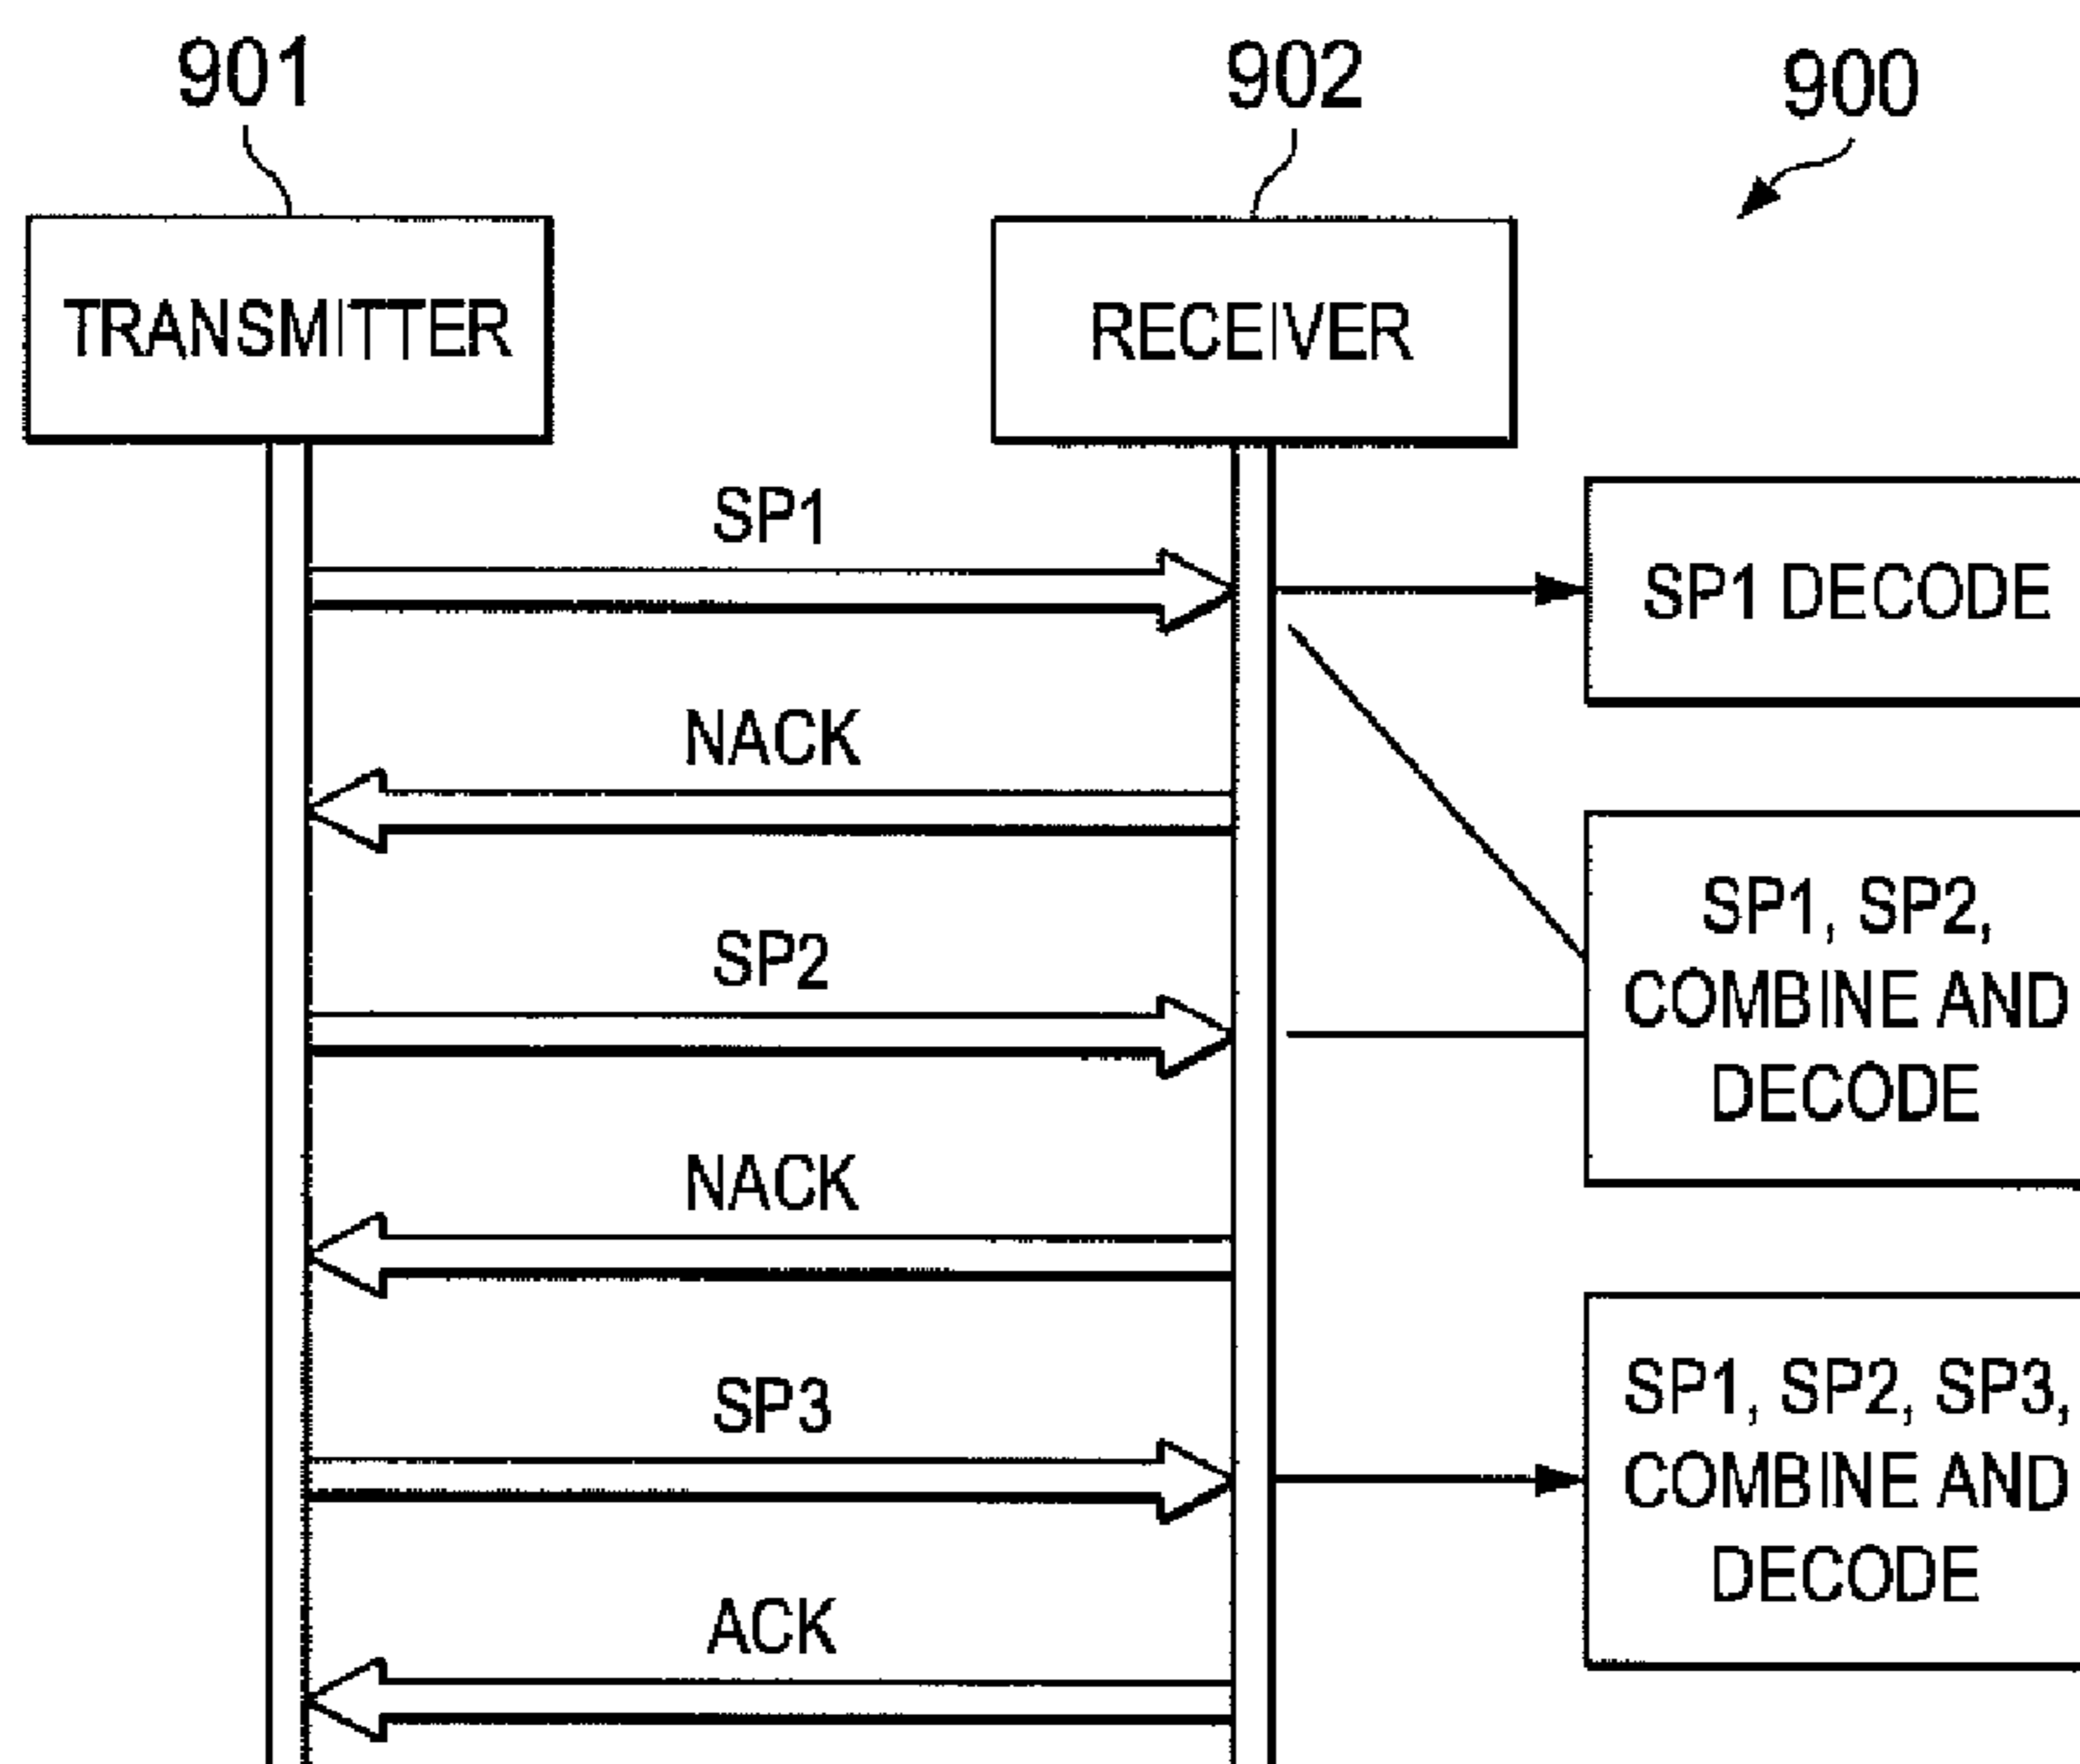 901
902
900
TRANSMITTER
RECEIVER
SP1
SP1 DECODE
NACK
SP1, SP2,
COMBINE AND
DECODE
SP2
NACK
SP3
SP1, SP2, SP3,
COMBINE AND
DECODE
ACK